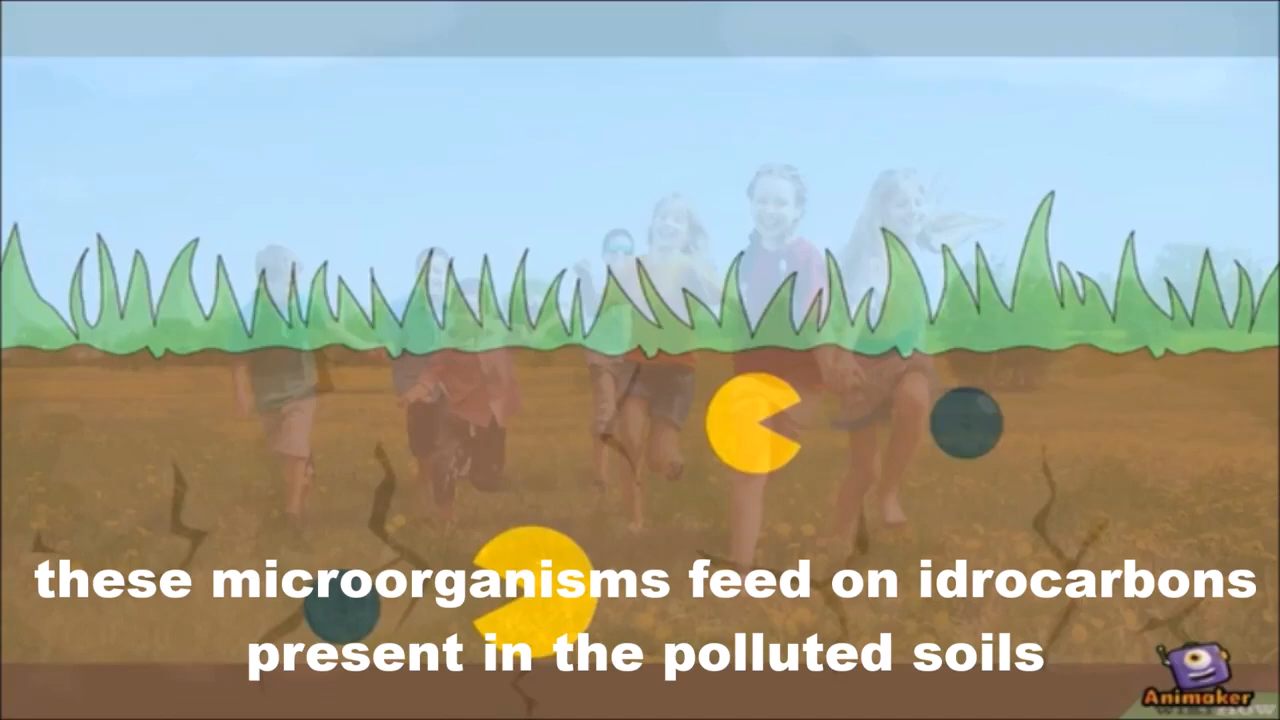 these microorganisms feed on idrocarbons
present in the polluted soils
Animaker